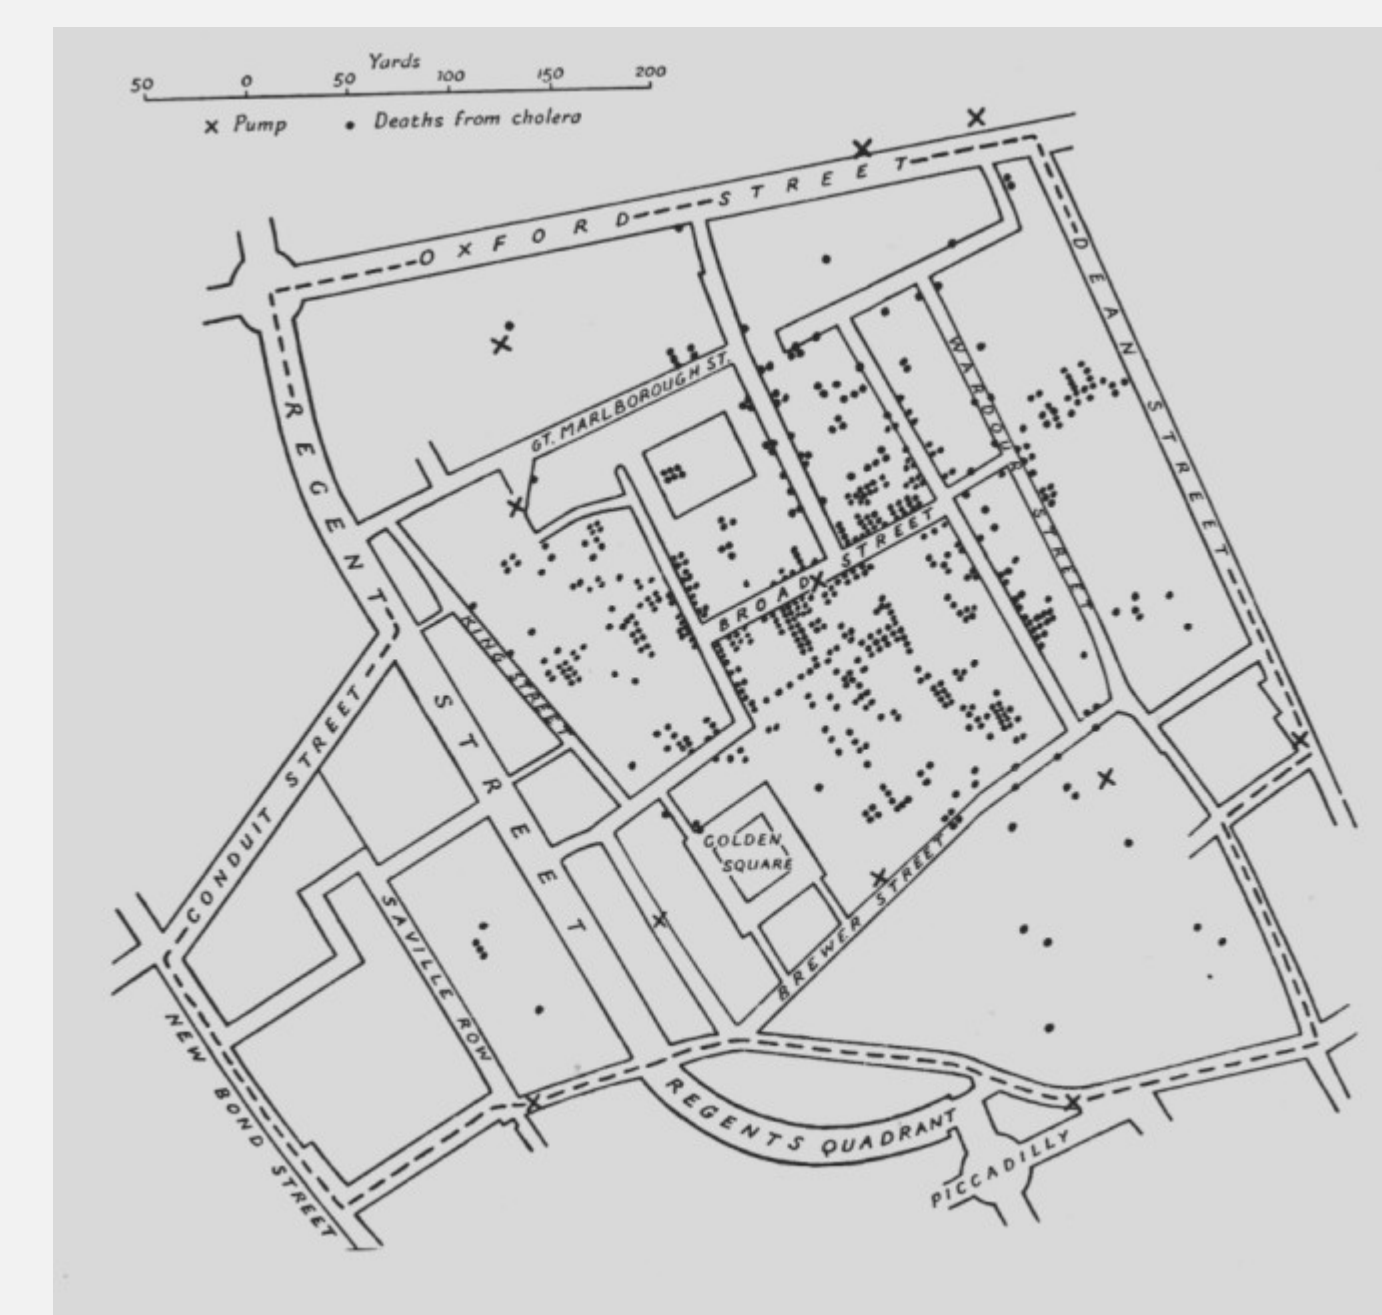 Yards
50 0 50 100 150 200
x Pump • Deaths from cholera
OXFORD STREET
REGENT STREET
GT. MARLBOROUGH ST.
WARDOUR STREET
DEAN STREET
BROAD STREET
KING STREET
CONDUIT STREET
GOLDEN
SQUARE
BREWER STREET
SAVILLE ROW
NEW BOND STREET
REGENTS QUADRANT
PICCADILLY